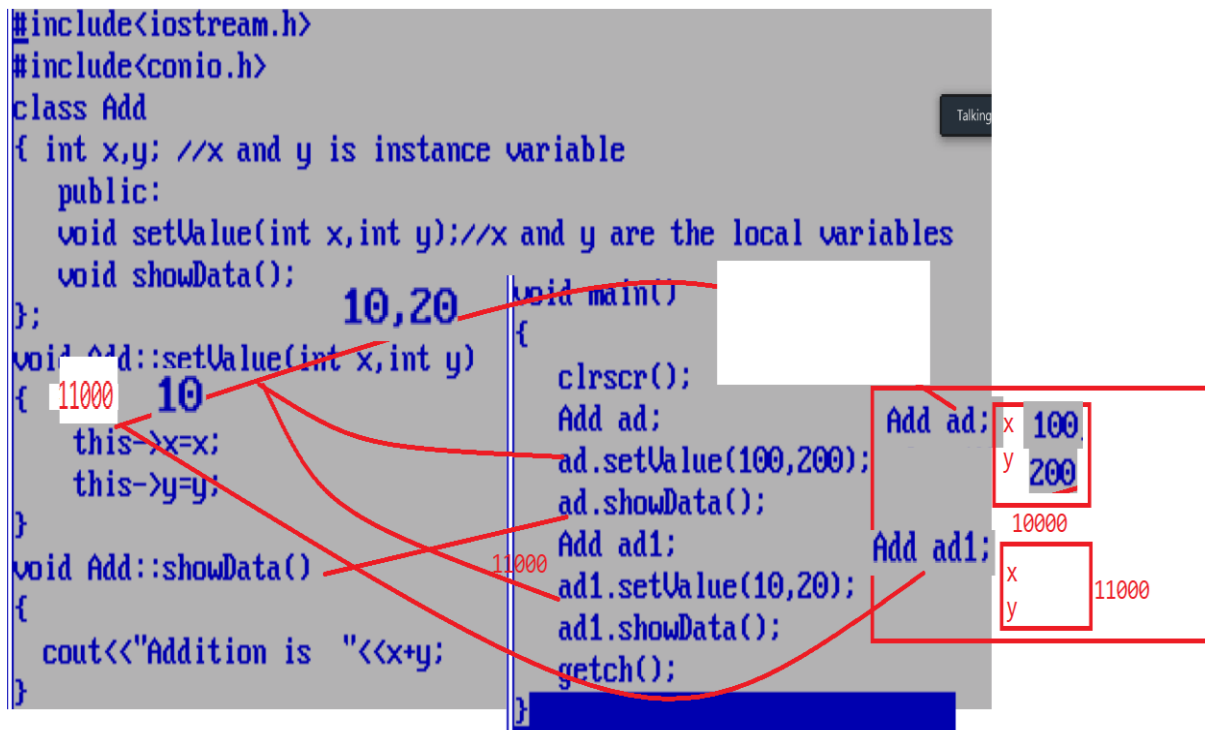 #include<iostream.h>
#include<conio.h>
class Add
{ int x,y; //x and y is instance variable
public:
void setValue(int x,int y);//x and y are the local variables
void showData();
};
10,20
void Add::setValue(int x,int y)
{ 11000 10
this->x=x;
this->y=y;
}
void Add::showData()
{
cout<<"Addition is "<<x+y;
}
void main()
{
clrscr();
Add ad;
ad.setValue(100,200);
ad.showData();
Add ad1;
11000
ad1.setValue(10,20);
ad1.showData();
getch();
}
Talking
Add ad; x 100
y 200
10000
Add ad1;
x
y
11000